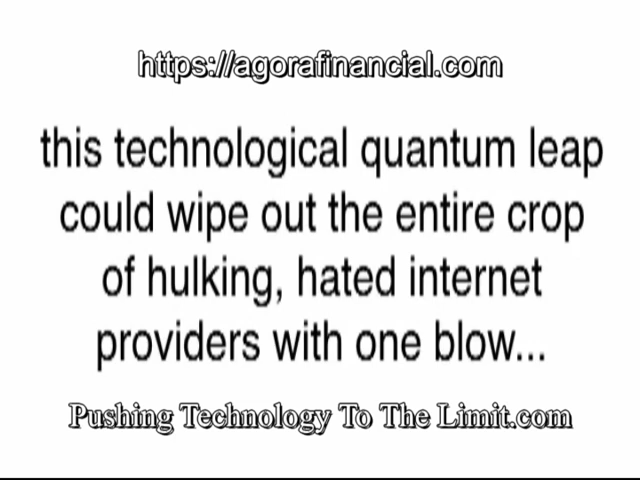 https://agorafinancial.com
this technological quantum leap
could wipe out the entire crop
of hulking, hated internet
providers with one blow...
Pushing Technology To The Limit.com